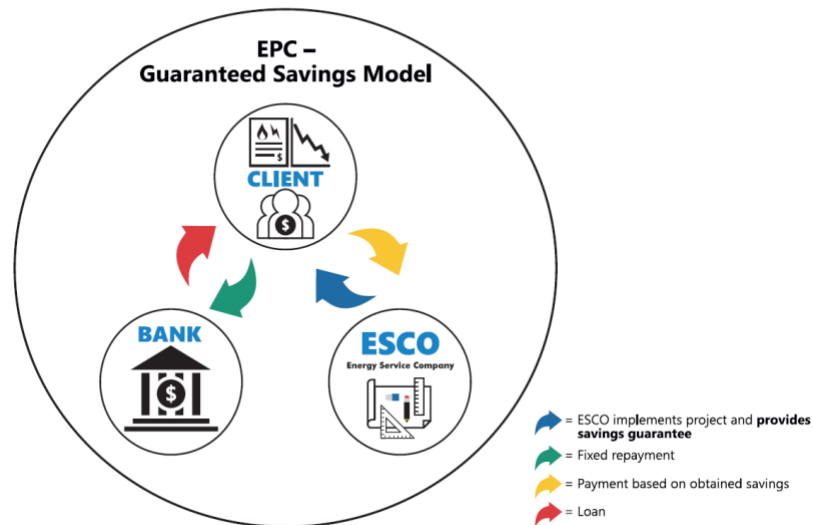 EPC –
Guaranteed Savings Model
$
CLIENT
$
BANK
$
ESCO
Energy Service Company
= ESCO implements project and provides
savings guarantee
= Fixed repayment
= Payment based on obtained savings
= Loan